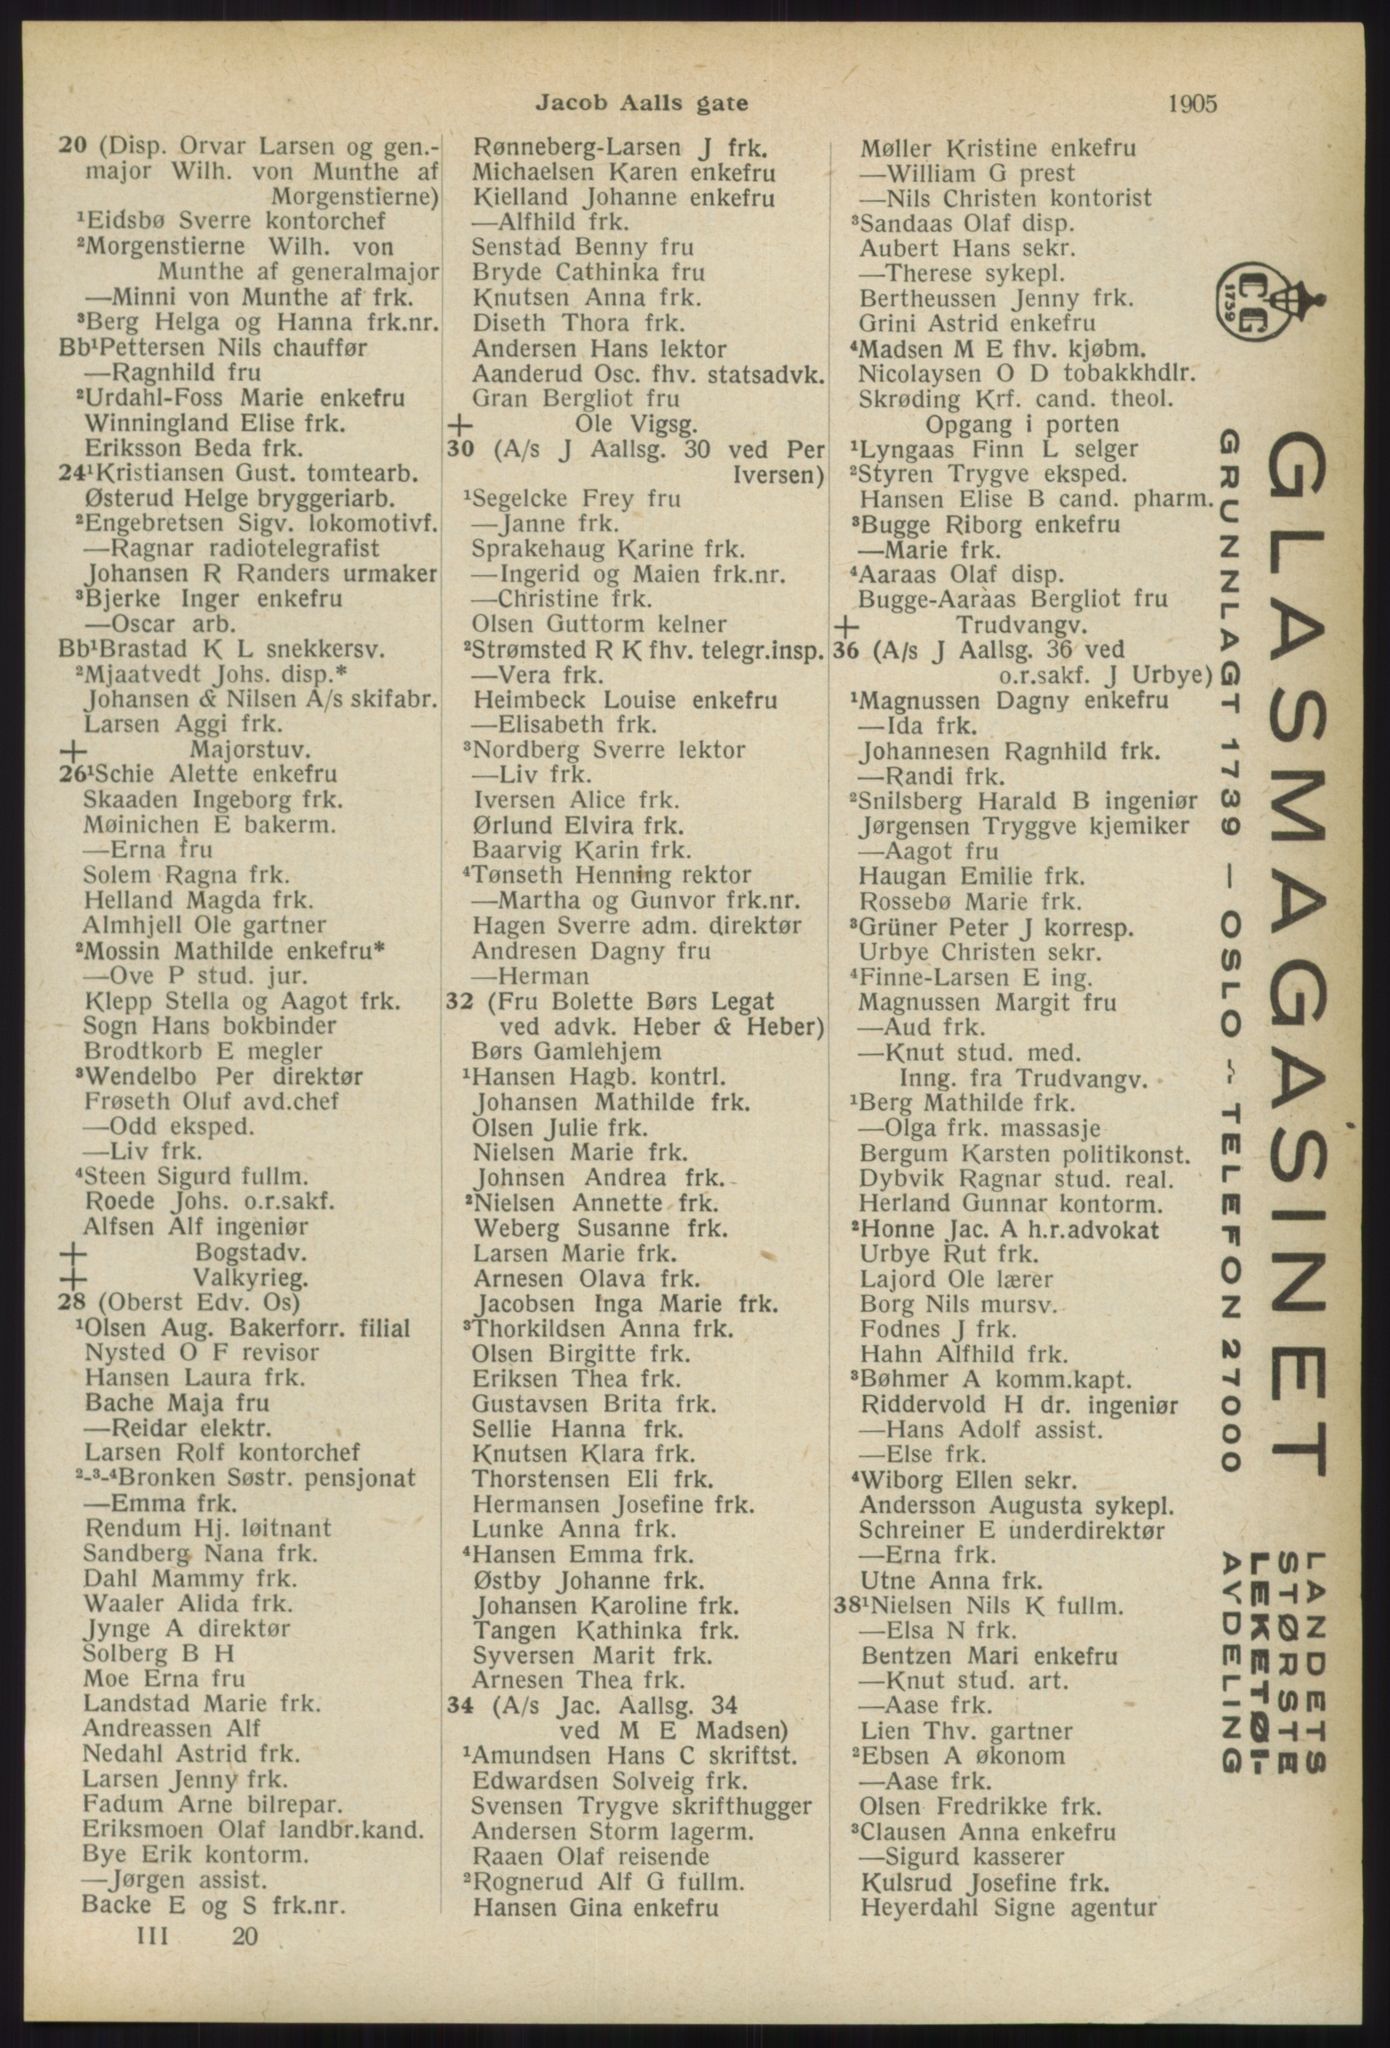 Jacob Aalls gate
1905
20 (Disp. Orvar Larsen og gen.-
major Wilh. von Munthe af
Morgenstierne)
¹Eidsbø Sverre kontorchef
²Morgenstierne Wilh. von
Munthe af generalmajor
—Minni von Munthe af frk.
³Berg Helga og Hanna frk.nr.
Bb¹Pettersen Nils chauffør
—Ragnhild fru
²Urdahl-Foss Marie enkefru
Winningland Elise frk.
Eriksson Beda frk.
24¹Kristiansen Gust. tomtearb.
Østerud Helge bryggeriarb.
²Engebretsen Sigv. lokomotivf.
—Ragnar radiotelegrafist
Johansen R Randers urmaker
³Bjerke Inger enkefru
—Oscar arb.
Bb¹Brastad K L snekkersv.
²Mjaatvedt Johs. disp.*
Johansen & Nilsen A/s skifabr.
Larsen Aggi frk.
+ Majorstuv.
26¹Schie Alette enkefru
Skaaden Ingeborg frk.
Møinichen E bakerm.
—Erna fru
Solem Ragna frk.
Helland Magda frk.
Almhjell Ole gartner
²Mossin Mathilde enkefru*
—Ove P stud. jur.
Klepp Stella og Aagot frk.
Sogn Hans bokbinder
Brodtkorb E megler
³Wendelbo Per direktør
Frøseth Oluf avd.chef
—Odd eksped.
—Liv frk.
⁴Steen Sigurd fullm.
Roede Johs. o.r.sakf.
Alfsen Alf ingeniør
+ Bogstadv.
+ Valkyrieg.
28 (Oberst Edv. Os)
¹Olsen Aug. Bakerforr. filial
Nysted O F revisor
Hansen Laura frk.
Bache Maja fru
—Reidar elektr.
Larsen Rolf kontorchef
²-³-⁴Bronken Søstr. pensjonat
—Emma frk.
Rendum Hj. løitnant
Sandberg Nana frk.
Dahl Mammy frk.
Waaler Alida frk.
Jynge A direktør
Solberg B H
Moe Erna fru
Landstad Marie frk.
Andreassen Alf
Nedahl Astrid frk.
Larsen Jenny frk.
Fadum Arne bilrepar.
Eriksmoen Olaf landbr.kand.
Bye Erik kontorm.
—Jørgen assist.
Backe E og S frk.nr.
III 20
Rønneberg-Larsen J frk.
Michaelsen Karen enkefru
Kielland Johanne enkefru
—Alfhild frk.
Senstad Benny fru
Bryde Cathinka fru
Knutsen Anna frk.
Diseth Thora frk.
Andersen Hans lektor
Aanderud Osc. fhv. statsadvk.
Gran Bergliot fru
+ Ole Vigsg.
30 (A/s J Aallsg. 30 ved Per
Iversen)
¹Segelcke Frey fru
—Janne frk.
Sprakehaug Karine frk.
—Ingerid og Maien frk.nr.
—Christine frk.
Olsen Guttorm kelner
²Strømsted R K fhv. telegr.insp.
—Vera frk.
Heimbeck Louise enkefru
—Elisabeth frk.
³Nordberg Sverre lektor
—Liv frk.
Iversen Alice frk.
Ørlund Elvira frk.
Baarvig Karin frk.
⁴Tønseth Henning rektor
—Martha og Gunvor frk.nr.
Hagen Sverre adm. direktør
Andresen Dagny fru
—Herman
32 (Fru Bolette Børs Legat
ved advk. Heber & Heber)
Børs Gamlehjem
¹Hansen Hagb. kontrl.
Johansen Mathilde frk.
Olsen Julie frk.
Nielsen Marie frk.
Johnsen Andrea frk.
²Nielsen Annette frk.
Weberg Susanne frk.
Larsen Marie frk.
Arnesen Olava frk.
Jacobsen Inga Marie frk.
³Thorkildsen Anna frk.
Olsen Birgitte frk.
Eriksen Thea frk.
Gustavsen Brita frk.
Sellie Hanna frk.
Knutsen Klara frk.
Thorstensen Eli frk.
Hermansen Josefine frk.
Lunke Anna frk.
⁴Hansen Emma frk.
Østby Johanne frk.
Johansen Karoline frk.
Tangen Kathinka frk.
Syversen Marit frk.
Arnesen Thea frk.
34 (A/s Jac. Aallsg. 34
ved M E Madsen)
¹Amundsen Hans C skriftst.
Edwardsen Solveig frk.
Svensen Trygve skrifthugger
Andersen Storm lagerm.
Raaen Olaf reisende
²Rognerud Alf G fullm.
Hansen Gina enkefru
Møller Kristine enkefru
—William G prest
—Nils Christen kontorist
³Sandaas Olaf disp.
Aubert Hans sekr.
—Therese sykepl.
Bertheussen Jenny frk.
Grini Astrid enkefru
⁴Madsen M E fhv. kjøbm.
Nicolaysen O D tobakkhdlr.
Skrøding Krf. cand. theol.
Opgang i porten
¹Lyngaas Finn L selger
²Styren Trygve eksped.
Hansen Elise B cand. pharm.
³Bugge Riborg enkefru
—Marie frk.
⁴Aaraas Olaf disp.
Bugge-Aaraas Bergliot fru
+ Trudvangv.
36 (A/s J Aallsg. 36 ved
o.r.sakf. J Urbye)
¹Magnussen Dagny enkefru
—Ida frk.
Johannesen Ragnhild frk.
—Randi frk.
²Snilsberg Harald B ingeniør
Jørgensen Tryggve kjemiker
—Aagot fru
Haugan Emilie frk.
Rossebø Marie frk.
³Grüner Peter J korresp.
Urbye Christen sekr.
⁴Finne-Larsen E ing.
Magnussen Margit fru
—Aud frk.
—Knut stud. med.
Inng. fra Trudvangv.
¹Berg Mathilde frk.
—Olga frk. massasje
Bergum Karsten politikonst.
Dybvik Ragnar stud. real.
Herland Gunnar kontorm.
²Honne Jac. A h.r.advokat
Urbye Rut frk.
Lajord Ole lærer
Borg Nils mursv.
Fodnes J frk.
Hahn Alfhild frk.
³Bøhmer A komm.kapt.
Riddervold H dr. ingeniør
—Hans Adolf assist.
—Else frk.
⁴Wiborg Ellen sekr.
Andersson Augusta sykepl.
Schreiner E underdirektør
—Erna frk.
Utne Anna frk.
38¹Nielsen Nils K fullm.
—Elsa N frk.
Bentzen Mari enkefru
—Knut stud. art.
—Aase frk.
Lien Thv. gartner
²Ebsen A økonom
—Aase frk.
Olsen Fredrikke frk.
³Clausen Anna enkefru
—Sigurd kasserer
Kulsrud Josefine frk.
Heyerdahl Signe agentur
CG
1739
GLASMAGASINET
GRUNNLAGT 1739 — OSLO ~ TELEFON 27000
LANDETS
STØRSTE
LEKETØI-
AVDELING